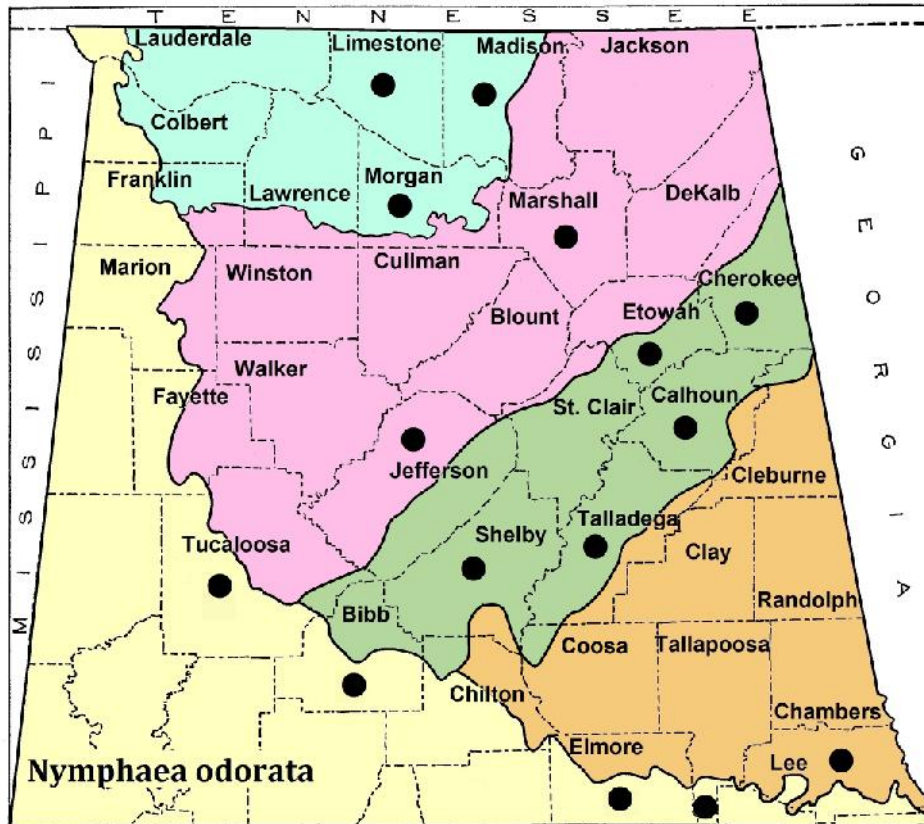 T E N N E S S E E
Lauderdale Limestone Madison Jackson
Colbert
Franklin Lawrence Morgan Marshall DeKalb
Marion Winston Cullman Cherokee
Blount Etowah
Walker
Fayette St. Clair Calhoun
Jefferson Cleburne
Tucaloosa Shelby Talladega Clay
Bibb Randolph
Coosa Tallapoosa
Chilton Chambers
Elmore Lee
Nymphaea odorata
M I S S I S S I P P I
G E O R G I A